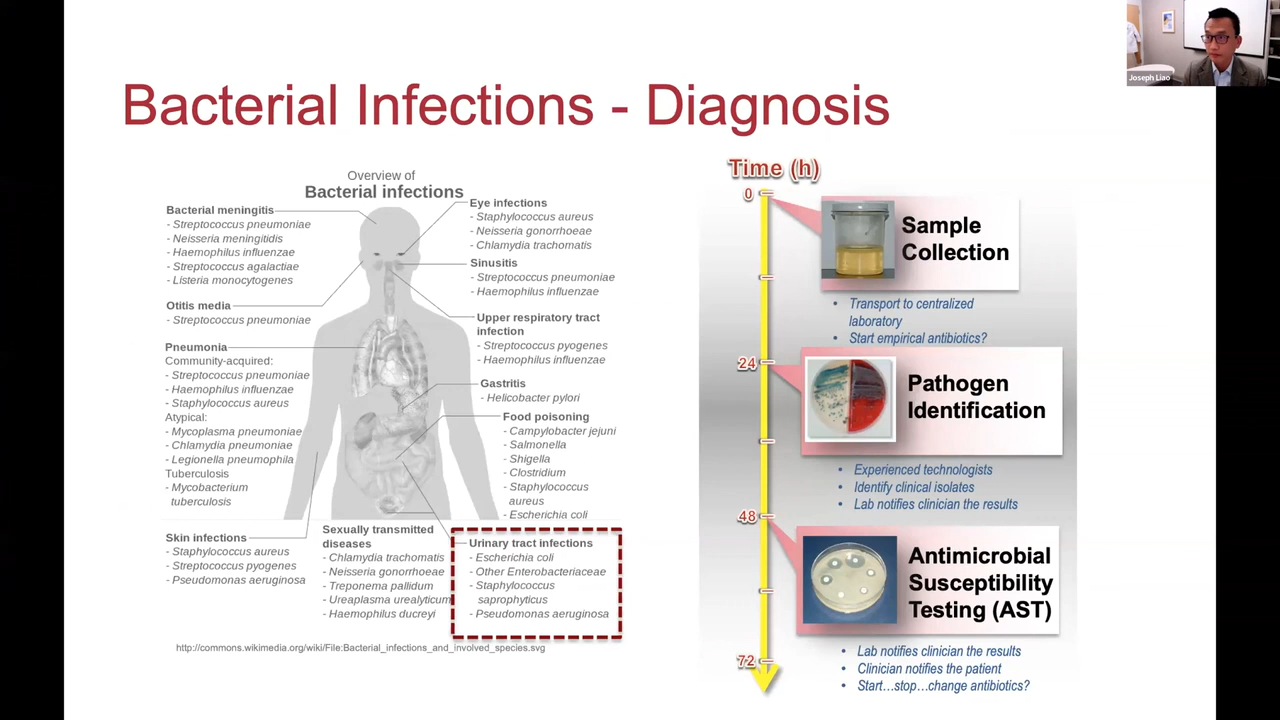 Joseph Liao
Bacterial Infections - Diagnosis
Overview of
Bacterial infections
Bacterial meningitis
- Streptococcus pneumoniae
- Neisseria meningitidis
- Haemophilus influenzae
- Streptococcus agalactiae
- Listeria monocytogenes
Otitis media
- Streptococcus pneumoniae
Pneumonia
Community-acquired:
- Streptococcus pneumoniae
- Haemophilus influenzae
- Staphylococcus aureus
Atypical:
- Mycoplasma pneumoniae
- Chlamydia pneumoniae
- Legionella pneumophila
Tuberculosis
- Mycobacterium
tuberculosis
Skin infections
- Staphylococcus aureus
- Streptococcus pyogenes
- Pseudomonas aeruginosa
Eye infections
- Staphylococcus aureus
- Neisseria gonorrhoeae
- Chlamydia trachomatis
Sinusitis
- Streptococcus pneumoniae
- Haemophilus influenzae
Upper respiratory tract
infection
- Streptococcus pyogenes
- Haemophilus influenzae
Gastritis
- Helicobacter pylori
Food poisoning
- Campylobacter jejuni
- Salmonella
- Shigella
- Clostridium
- Staphylococcus
aureus
- Escherichia coli
Sexually transmitted
diseases
- Chlamydia trachomatis
- Neisseria gonorrhoeae
- Treponema pallidum
- Ureaplasma urealyticum
- Haemophilus ducreyi
Urinary tract infections
- Escherichia coli
- Other Enterobacteriaceae
- Staphylococcus
saprophyticus
- Pseudomonas aeruginosa
http://commons.wikimedia.org/wiki/File:Bacterial_infections_and_involved_species.svg
Time (h)
0
Sample
Collection
• Transport to centralized
laboratory
• Start empirical antibiotics?
24
Pathogen
Identification
• Experienced technologists
• Identify clinical isolates
• Lab notifies clinician the results
48
Antimicrobial
Susceptibility
Testing (AST)
• Lab notifies clinician the results
• Clinician notifies the patient
• Start…stop…change antibiotics?
72